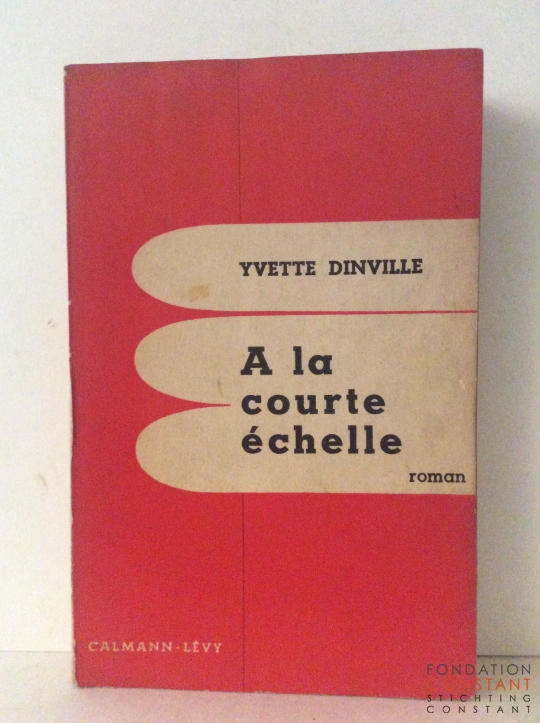 YVETTE DINVILLE
A la
courte
échelle
roman
CALMANN-LÉVY
FONDATION
CONSTANT
STICHTING
CONSTANT